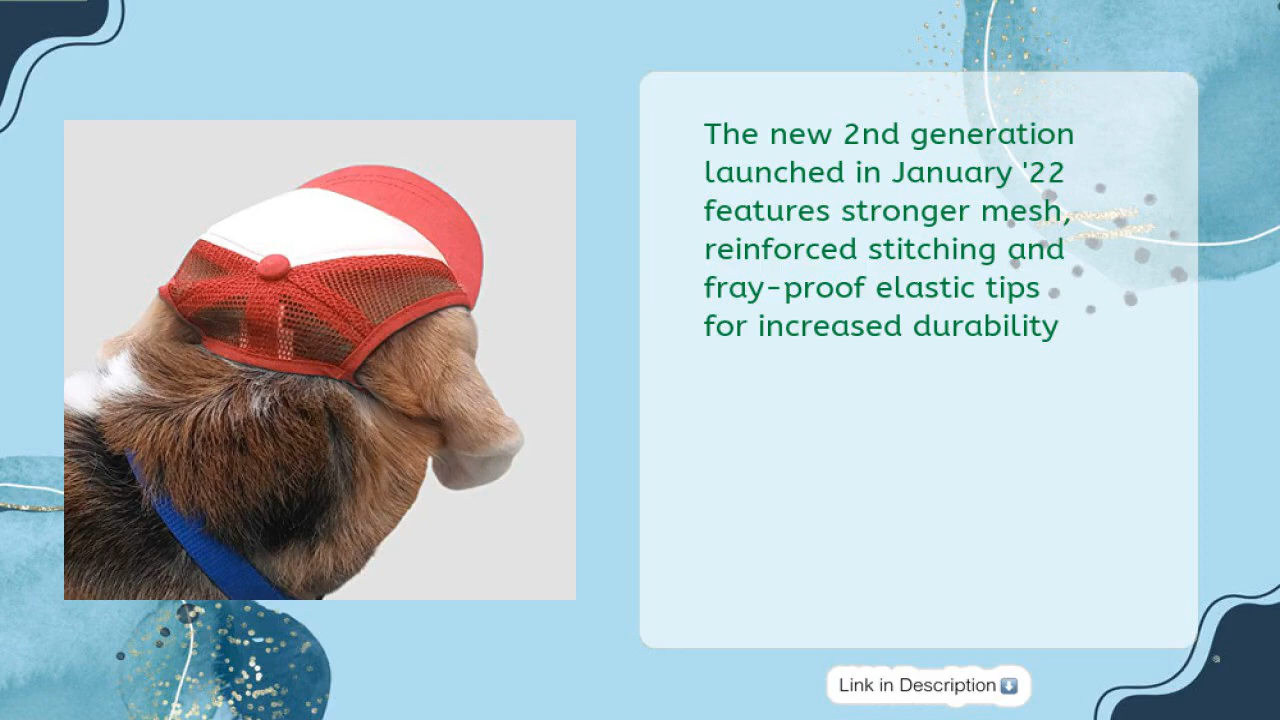 The new 2nd generation
launched in January '22
features stronger mesh,
reinforced stitching and
fray-proof elastic tips
for increased durability
Link in Description